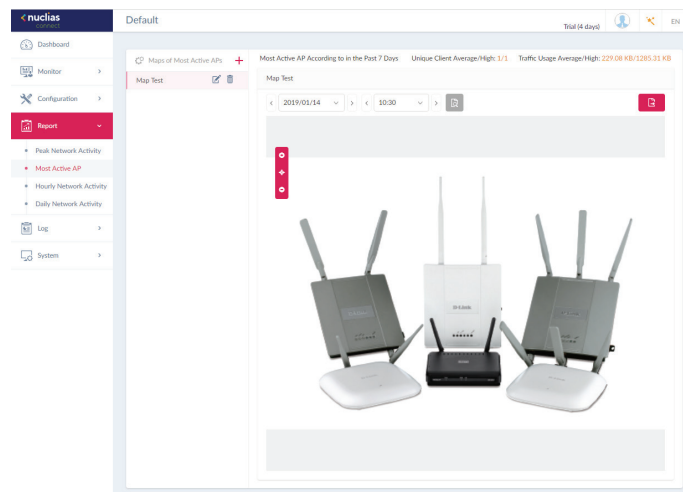 nuclias
connect
Default
Trial (4 days)
EN
Dashboard
Monitor
Configuration
Report
Peak Network Activity
Most Active AP
Hourly Network Activity
Daily Network Activity
Log
System
Maps of Most Active APs
Map Test
Most Active AP According to in the Past 7 Days Unique Client Average/High: 1/1 Traffic Usage Average/High: 229.08 KB/1285.31 KB
Map Test
2019/01/14 10:30
D-Link